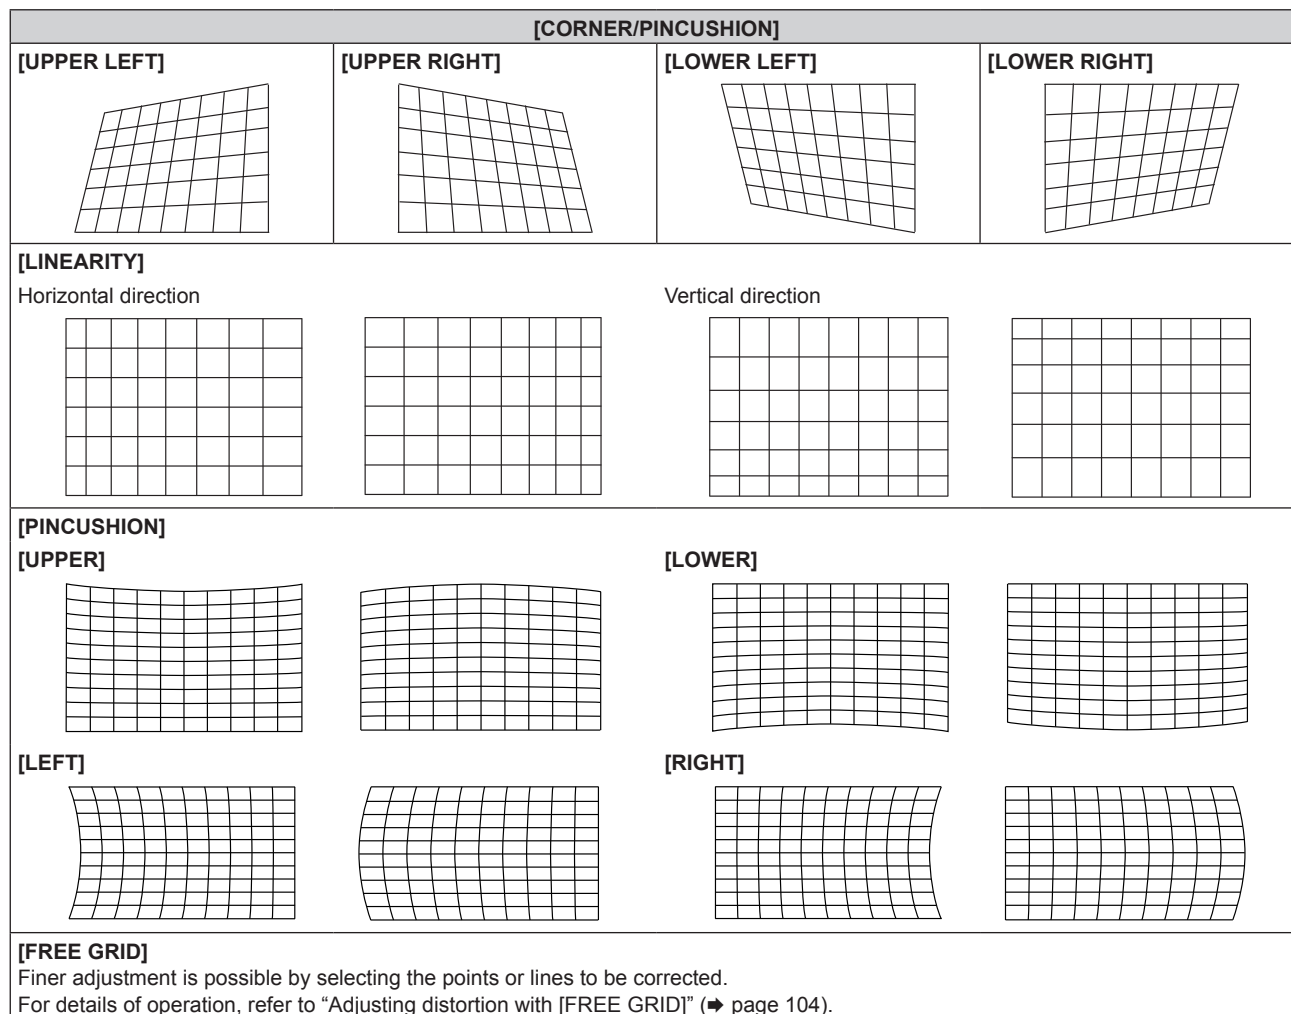 [CORNER/PINCUSHION]
[UPPER LEFT]
[UPPER RIGHT]
[LOWER LEFT]
[LOWER RIGHT]
[LINEARITY]
Horizontal direction
Vertical direction
[PINCUSHION]
[UPPER]
[LOWER]
[LEFT]
[RIGHT]
[FREE GRID]
Finer adjustment is possible by selecting the points or lines to be corrected.
For details of operation, refer to “Adjusting distortion with [FREE GRID]” (➡ page 104).